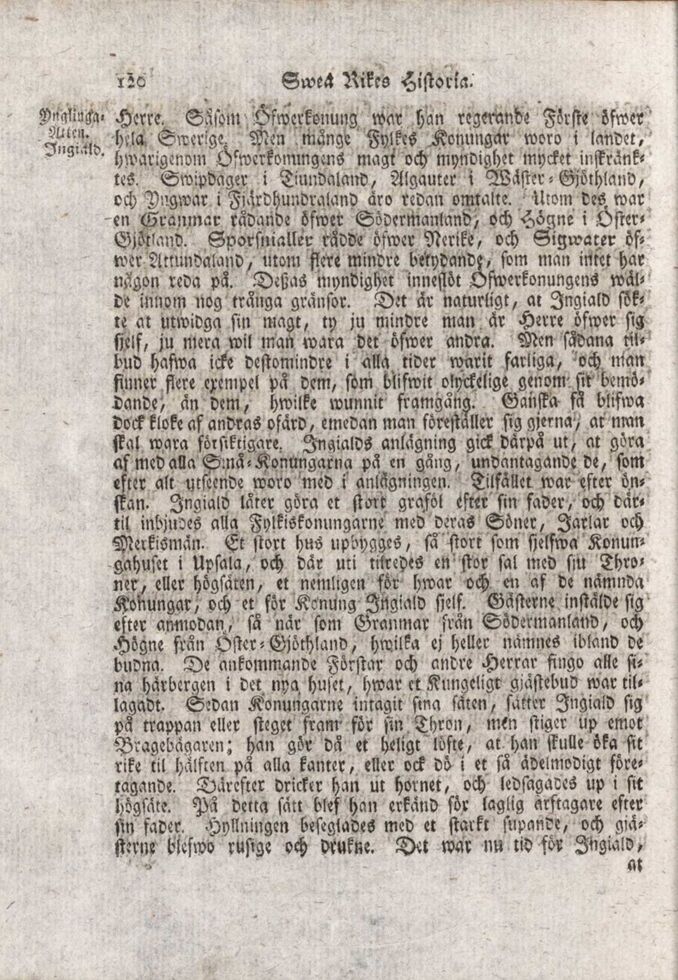 120
Swea Rikes Historia.
Ynglinga-
Ätten.
Ingiald.
Herre. Såsom Öfwerkonung war han regerande Förste öfwer
hela Swerige. Men månge Fylkes Konungar woro i landet,
hwarigenom Öfwerkonungens magt och myndighet mycket inskränk-
tes. Swipdager i Tiundaland, Algauter i Wäster-Gjöthland,
och Yngwar i Fjärdhundraland äro redan omtalte. Utom des war
en Granmar rådande öfwer Södermanland, och Högne i Öster-
Gjötland. Sporsnialler rådde öfwer Nerike, och Sigwater öf-
wer Attundaland, utom flere mindre betydande, som man intet har
någon reda på. Deßas myndighet inneslöt Öfwerkonungens wäl-
de innom nog trånga gränsor. Det är naturligt, at Ingiald sök-
te at utwidga sin magt, ty ju mindre man är Herre öfwer sig
sjelf, ju mera wil man wara det öfwer andra. Men sådana til-
bud hafwa icke destomindre i alla tider warit farliga, och man
finner flere exempel på dem, som blifwit olyckelige genom sit bemö-
dande, än dem, hwilke wunnit framgång. Ganska få blifwa
dock kloke af andras ofärd, emedan man föreställer sig gjerna, at man
skal wara försiktigare. Ingialds anlägning gick därpå ut, at göra
af med alla Små-Konungarna på en gång, undantagande de, som
efter alt utseende woro med i anlägningen. Tilfället war efter ön-
skan. Ingiald låter göra et stort graföl efter sin fader, och där-
til inbjudes alla Fylkiskonungarne med deras Söner, Jarlar och
Merkismän. Et stort hus upbygges, så stort som sjelfwa Konun-
gahuset i Upsala, och där uti tilredes en stor sal med sju Thro-
ner, eller högsäten, et nemligen för hwar och en af de nämnda
Konungar, och et för Konung Ingiald sjelf. Gästerne instälde sig
efter anmodan, så när som Granmar från Södermanland, och
Högne från Öster-Gjöthland, hwilka ej heller nämnes ibland de
budna. De ankommande Förstar och andre Herrar fingo alle si-
na härbergen i det nya huset, hwar et Kungeligt gjästebud war til-
lagadt. Sedan Konungarne intagit sina säten, sätter Ingiald sig
på trappan eller steget fram för sin Thron, men stiger up emot
Bragebägaren; han gör då et heligt löfte, at han skulle öka sit
rike til hälften på alla kanter, eller ock dö i et så ädelmodigt före-
tagande. Därefter dricker han ut hornet, och ledsagades up i sit
högsäte. På detta sätt blef han erkänd för laglig arftagare efter
sin fader. Hyllningen beseglades med et starkt supande, och gjä-
sterne blefwo rusige och drukne. Det war nu tid för Ingiald,
at